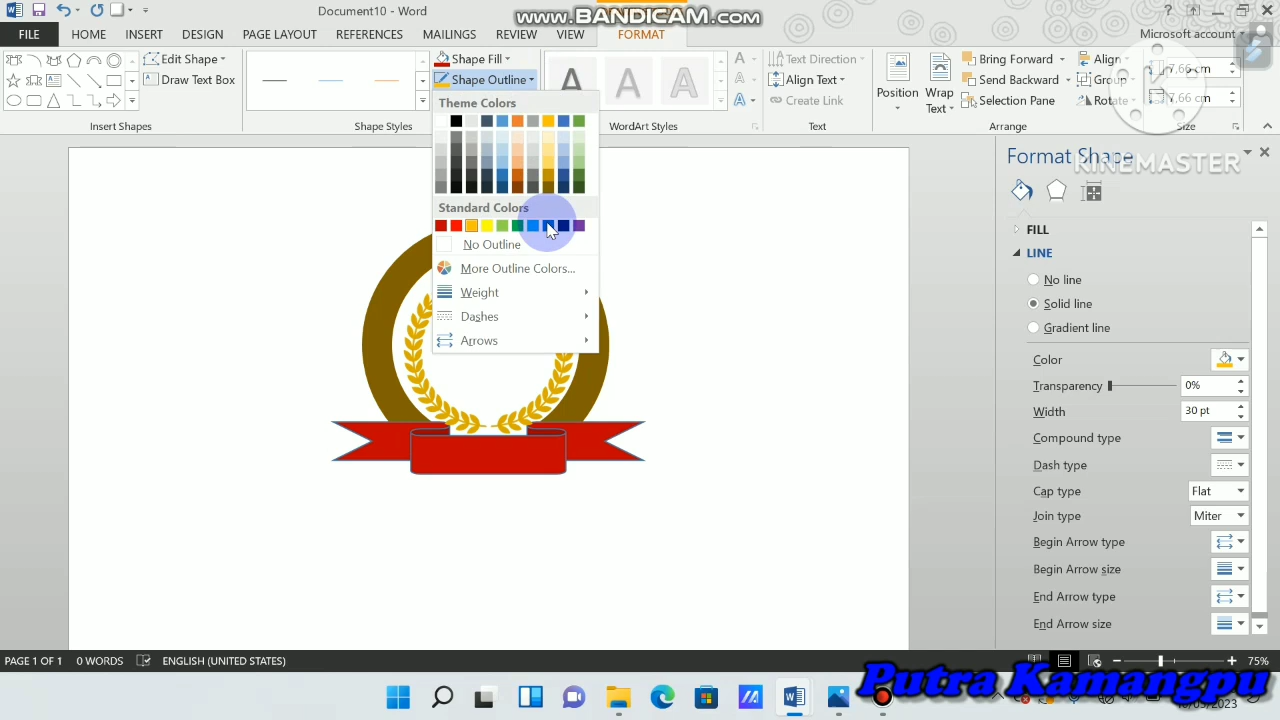 Document10 - Word
www.BANDICAM.com
FILE HOME INSERT DESIGN PAGE LAYOUT REFERENCES MAILINGS REVIEW VIEW FORMAT Microsoft account
Edit Shape
Draw Text Box
Insert Shapes
Shape Fill
Shape Outline
Shape Styles
A A A
WordArt Styles
Text Direction
Align Text
Create Link
Text
Position
Wrap Text
Bring Forward
Send Backward
Selection Pane
Align
Group
Rotate
Arrange
7,66 cm
7,66 cm
Size
Theme Colors
Standard Colors
No Outline
More Outline Colors...
Weight
Dashes
Arrows
Format Shape
KINEMASTER
FILL
LINE
No line
Solid line
Gradient line
Color
Transparency 0%
Width 30 pt
Compound type
Dash type
Cap type Flat
Join type Miter
Begin Arrow type
Begin Arrow size
End Arrow type
End Arrow size
PAGE 1 OF 1 0 WORDS ENGLISH (UNITED STATES) 75%
Putra Kamangpu